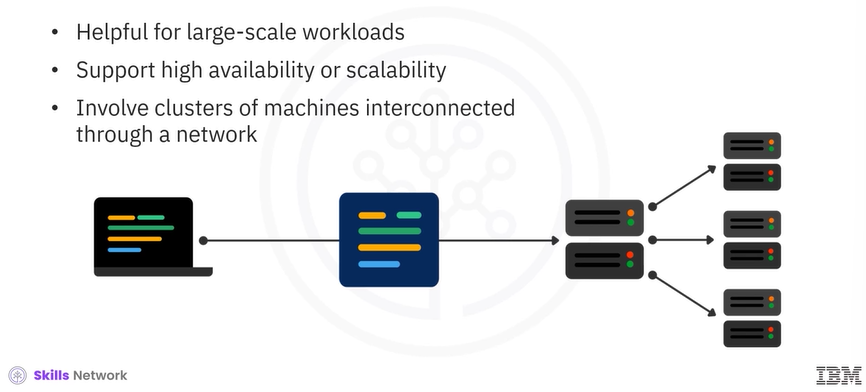 • Helpful for large-scale workloads
• Support high availability or scalability
• Involve clusters of machines interconnected
through a network
Skills Network
IBM